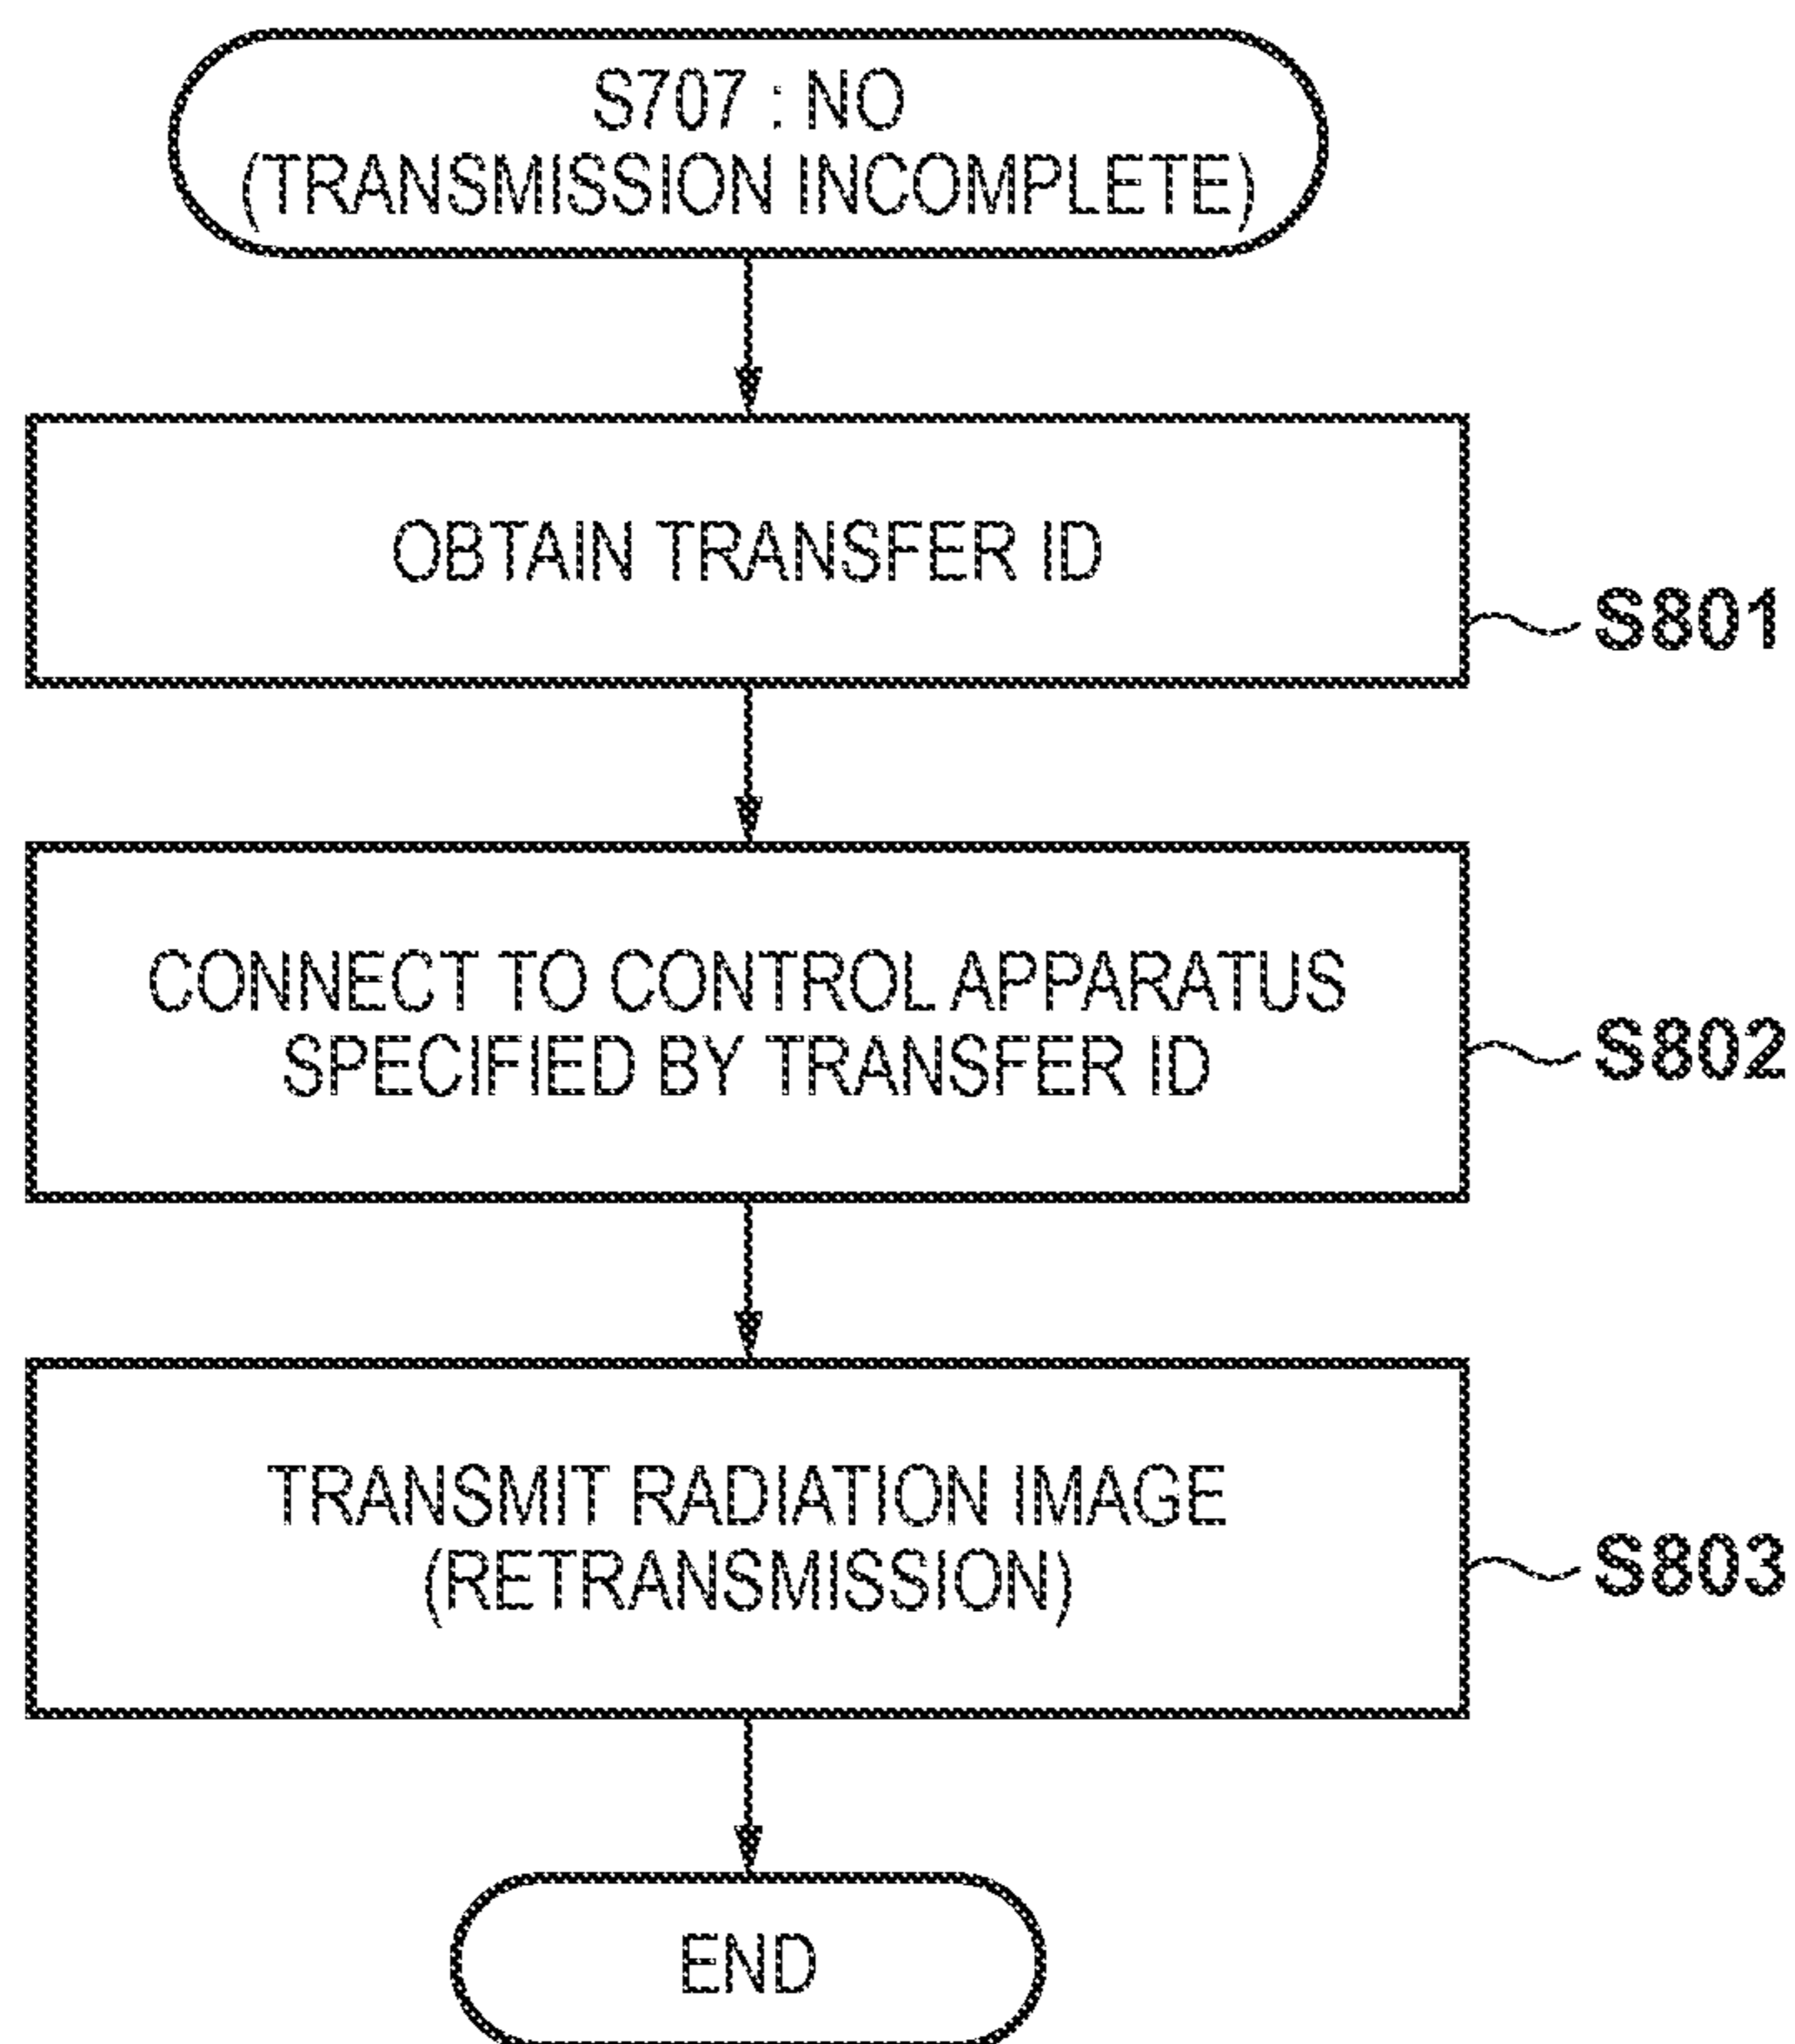 S707 : NO
(TRANSMISSION INCOMPLETE)
OBTAIN TRANSFER ID
S801
CONNECT TO CONTROL APPARATUS
SPECIFIED BY TRANSFER ID
S802
TRANSMIT RADIATION IMAGE
(RETRANSMISSION)
S803
END